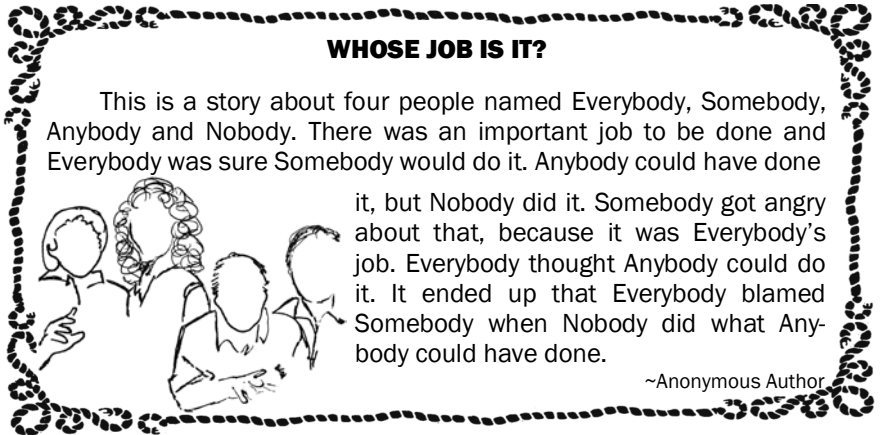 WHOSE JOB IS IT?
This is a story about four people named Everybody, Somebody,
Anybody and Nobody. There was an important job to be done and
Everybody was sure Somebody would do it. Anybody could have done
it, but Nobody did it. Somebody got angry
about that, because it was Everybody’s
job. Everybody thought Anybody could do
it. It ended up that Everybody blamed
Somebody when Nobody did what Any-
body could have done.
~Anonymous Author